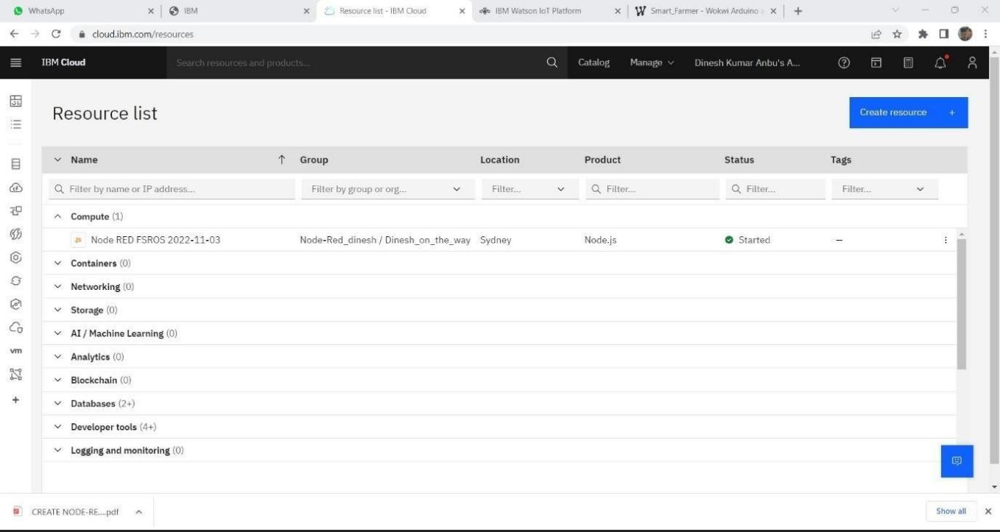 WhatsApp
IBM
Resource list - IBM Cloud
IBM Watson IoT Platform
Smart_Farmer - Wokwi Arduino a
cloud.ibm.com/resources
IBM Cloud
Search resources and products...
Catalog
Manage
Dinesh Kumar Anbu's A...
Resource list
Create resource +
Name Group Location Product Status Tags
Filter by name or IP address... Filter by group or org... Filter... Filter... Filter... Filter...
Compute (1)
Node RED FSROS 2022-11-03 Node-Red_dinesh / Dinesh_on_the_way Sydney Node.js Started –
Containers (0)
Networking (0)
Storage (0)
AI / Machine Learning (0)
vm
Analytics (0)
Blockchain (0)
Databases (2+)
Developer tools (4+)
Logging and monitoring (0)
CREATE NODE-RE....pdf
Show all